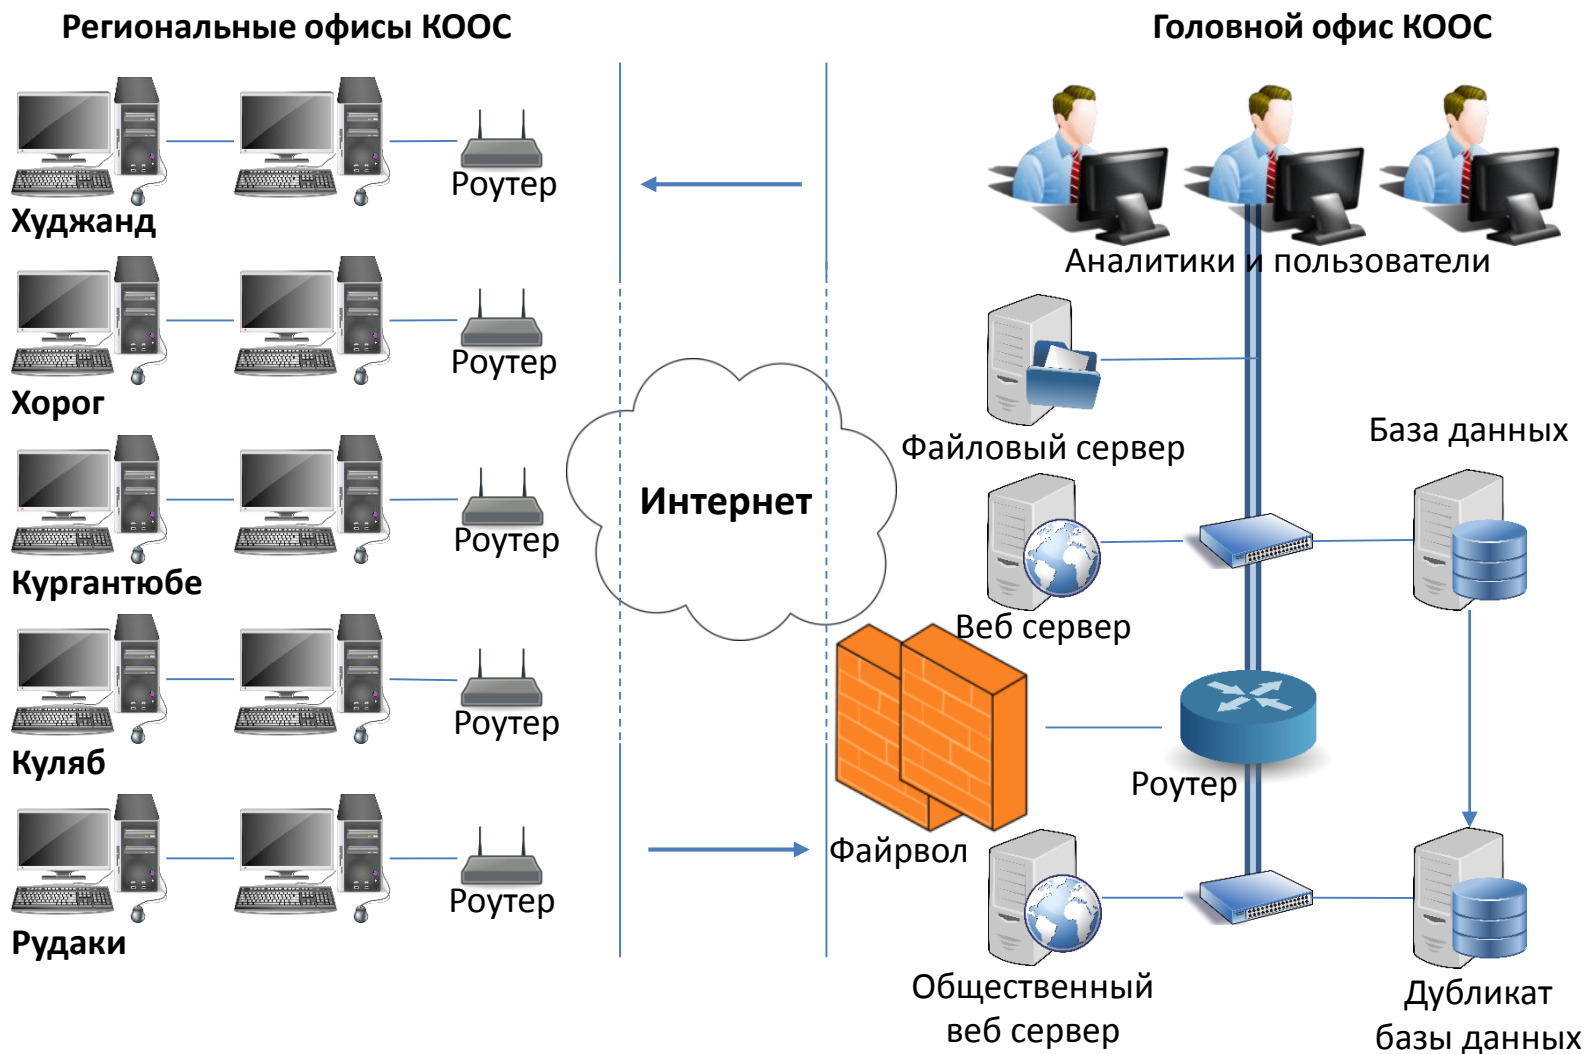 Региональные офисы КООС
Головной офис КООС
Роутер
Худжанд
Роутер
Хорог
Роутер
Кургантюбе
Роутер
Куляб
Роутер
Рудаки
Интернет
Аналитики и пользователи
Файловый сервер
База данных
Веб сервер
Роутер
Файрвол
Общественный
веб сервер
Дубликат
базы данных